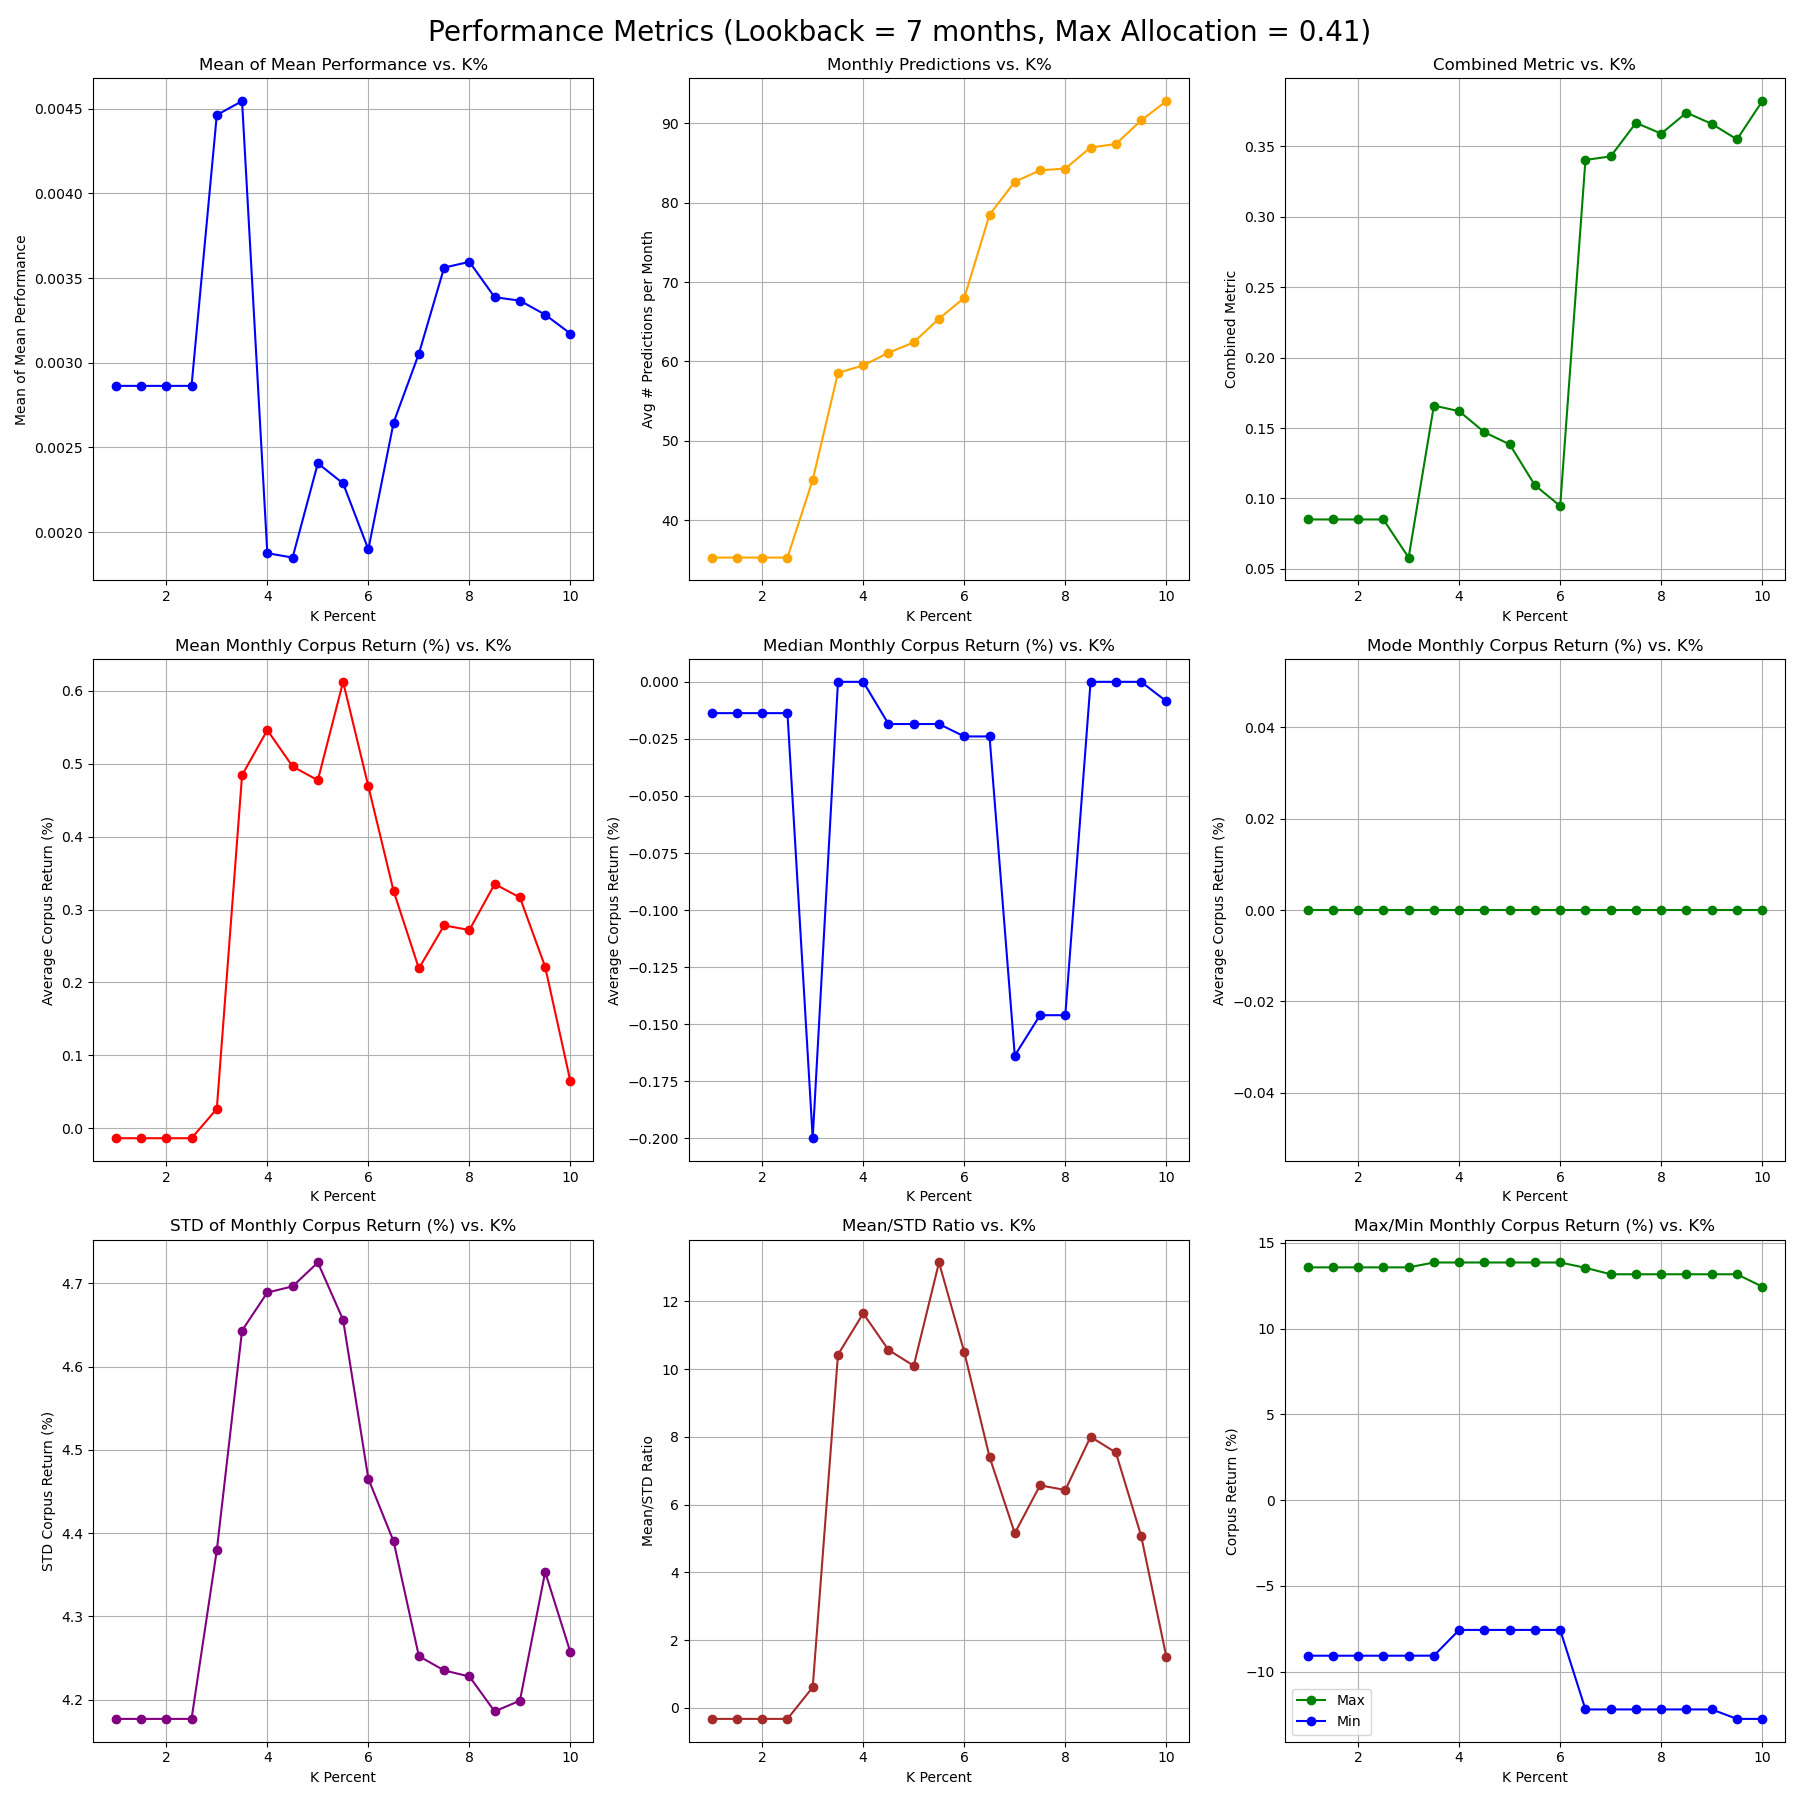 Performance Metrics (Lookback = 7 months, Max Allocation = 0.41)
Mean of Mean Performance vs. K%
Mean of Mean Performance
0.0045
0.0040
0.0035
0.0030
0.0025
0.0020
2 4 6 8 10
K Percent
Monthly Predictions vs. K%
Avg # Predictions per Month
90
80
70
60
50
40
2 4 6 8 10
K Percent
Combined Metric vs. K%
Combined Metric
0.35
0.30
0.25
0.20
0.15
0.10
0.05
2 4 6 8 10
K Percent
Mean Monthly Corpus Return (%) vs. K%
Average Corpus Return (%)
0.6
0.5
0.4
0.3
0.2
0.1
0.0
2 4 6 8 10
K Percent
Median Monthly Corpus Return (%) vs. K%
Average Corpus Return (%)
0.000
−0.025
−0.050
−0.075
−0.100
−0.125
−0.150
−0.175
−0.200
2 4 6 8 10
K Percent
Mode Monthly Corpus Return (%) vs. K%
Average Corpus Return (%)
0.04
0.02
0.00
−0.02
−0.04
2 4 6 8 10
K Percent
STD of Monthly Corpus Return (%) vs. K%
STD Corpus Return (%)
4.7
4.6
4.5
4.4
4.3
4.2
2 4 6 8 10
K Percent
Mean/STD Ratio vs. K%
Mean/STD Ratio
12
10
8
6
4
2
0
2 4 6 8 10
K Percent
Max/Min Monthly Corpus Return (%) vs. K%
Corpus Return (%)
15
10
5
0
−5
−10
Max
Min
2 4 6 8 10
K Percent